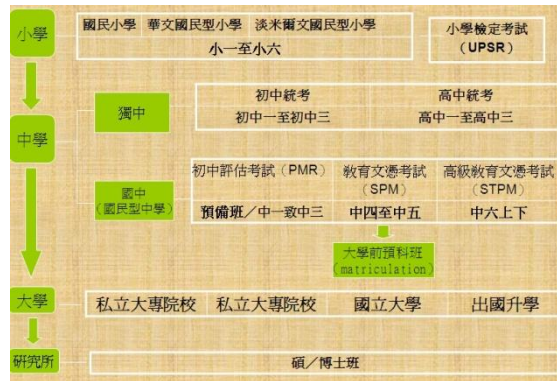 小學
國民小學 華文國民型小學 淡米爾文國民型小學
小一至小六
小學檢定考試
(UPSR)
中學
獨中
初中統考
初中一至初中三
高中統考
高中一至高中三
國中
(國民型中學)
初中評估考試(PMR)
預備班/中一致中三
教育文憑考試
(SPM)
中四至中五
高級教育文憑考試
(STPM)
中六上下
大學前預科班
(matriculation)
大學
私立大專院校
私立大專院校
國立大學
出國升學
研究所
碩/博士班